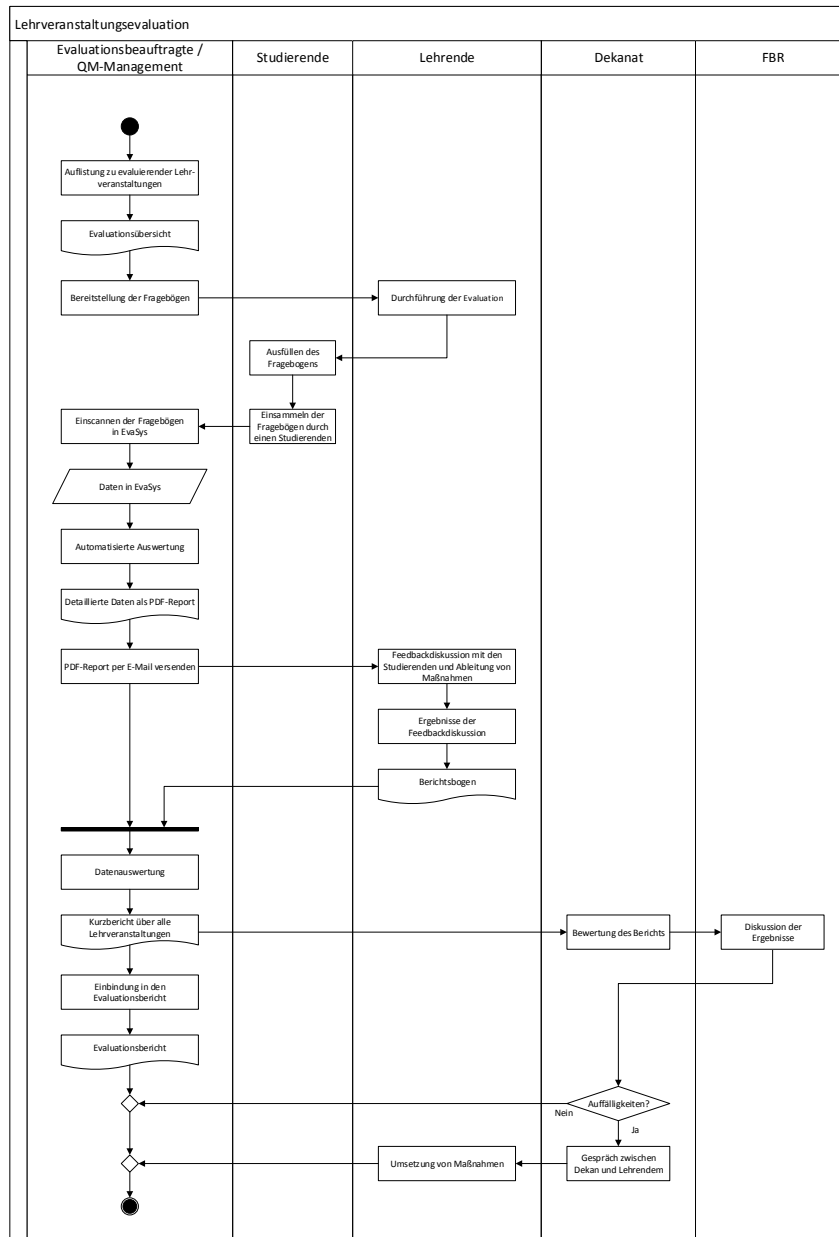 Lehrveranstaltungsevaluation
Evaluationsbeauftragte /
QM-Management
Studierende
Lehrende
Dekanat
FBR
Auflistung zu evaluierender Lehr-
veranstaltungen
Evaluationsübersicht
Bereitstellung der Fragebögen
Durchführung der Evaluation
Ausfüllen des
Fragebogens
Einscannen der Fragebögen
in EvaSys
Einsammeln der
Fragebögen durch
einen Studierenden
Daten in EvaSys
Automatisierte Auswertung
Detaillierte Daten als PDF-Report
PDF-Report per E-Mail versenden
Feedbackdiskussion mit den
Studierenden und Ableitung von
Maßnahmen
Ergebnisse der
Feedbackdiskussion
Berichtsbogen
Datenauswertung
Kurzbericht über alle
Lehrveranstaltungen
Bewertung des Berichts
Diskussion der
Ergebnisse
Einbindung in den
Evaluationsbericht
Evaluationsbericht
Auffälligkeiten?
Nein
Ja
Umsetzung von Maßnahmen
Gespräch zwischen
Dekan und Lehrendem